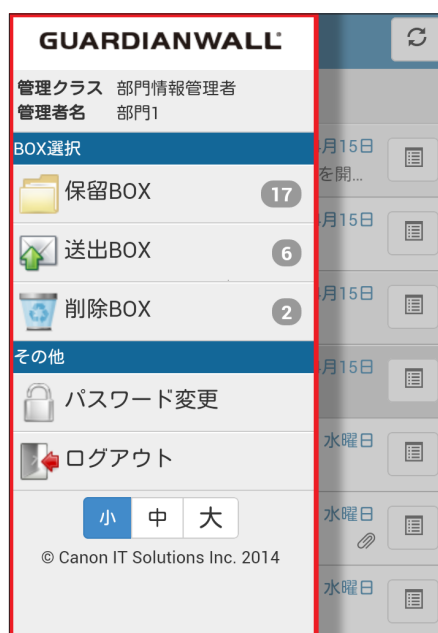 GUARDIANWALL
管理クラス 部門情報管理者
管理者名 部門1
BOX選択
保留BOX 17
送出BOX 6
削除BOX 2
その他
パスワード変更
ログアウト
小 中 大
© Canon IT Solutions Inc. 2014
月15日
を開...
月15日
月15日
月15日
水曜日
水曜日
水曜日